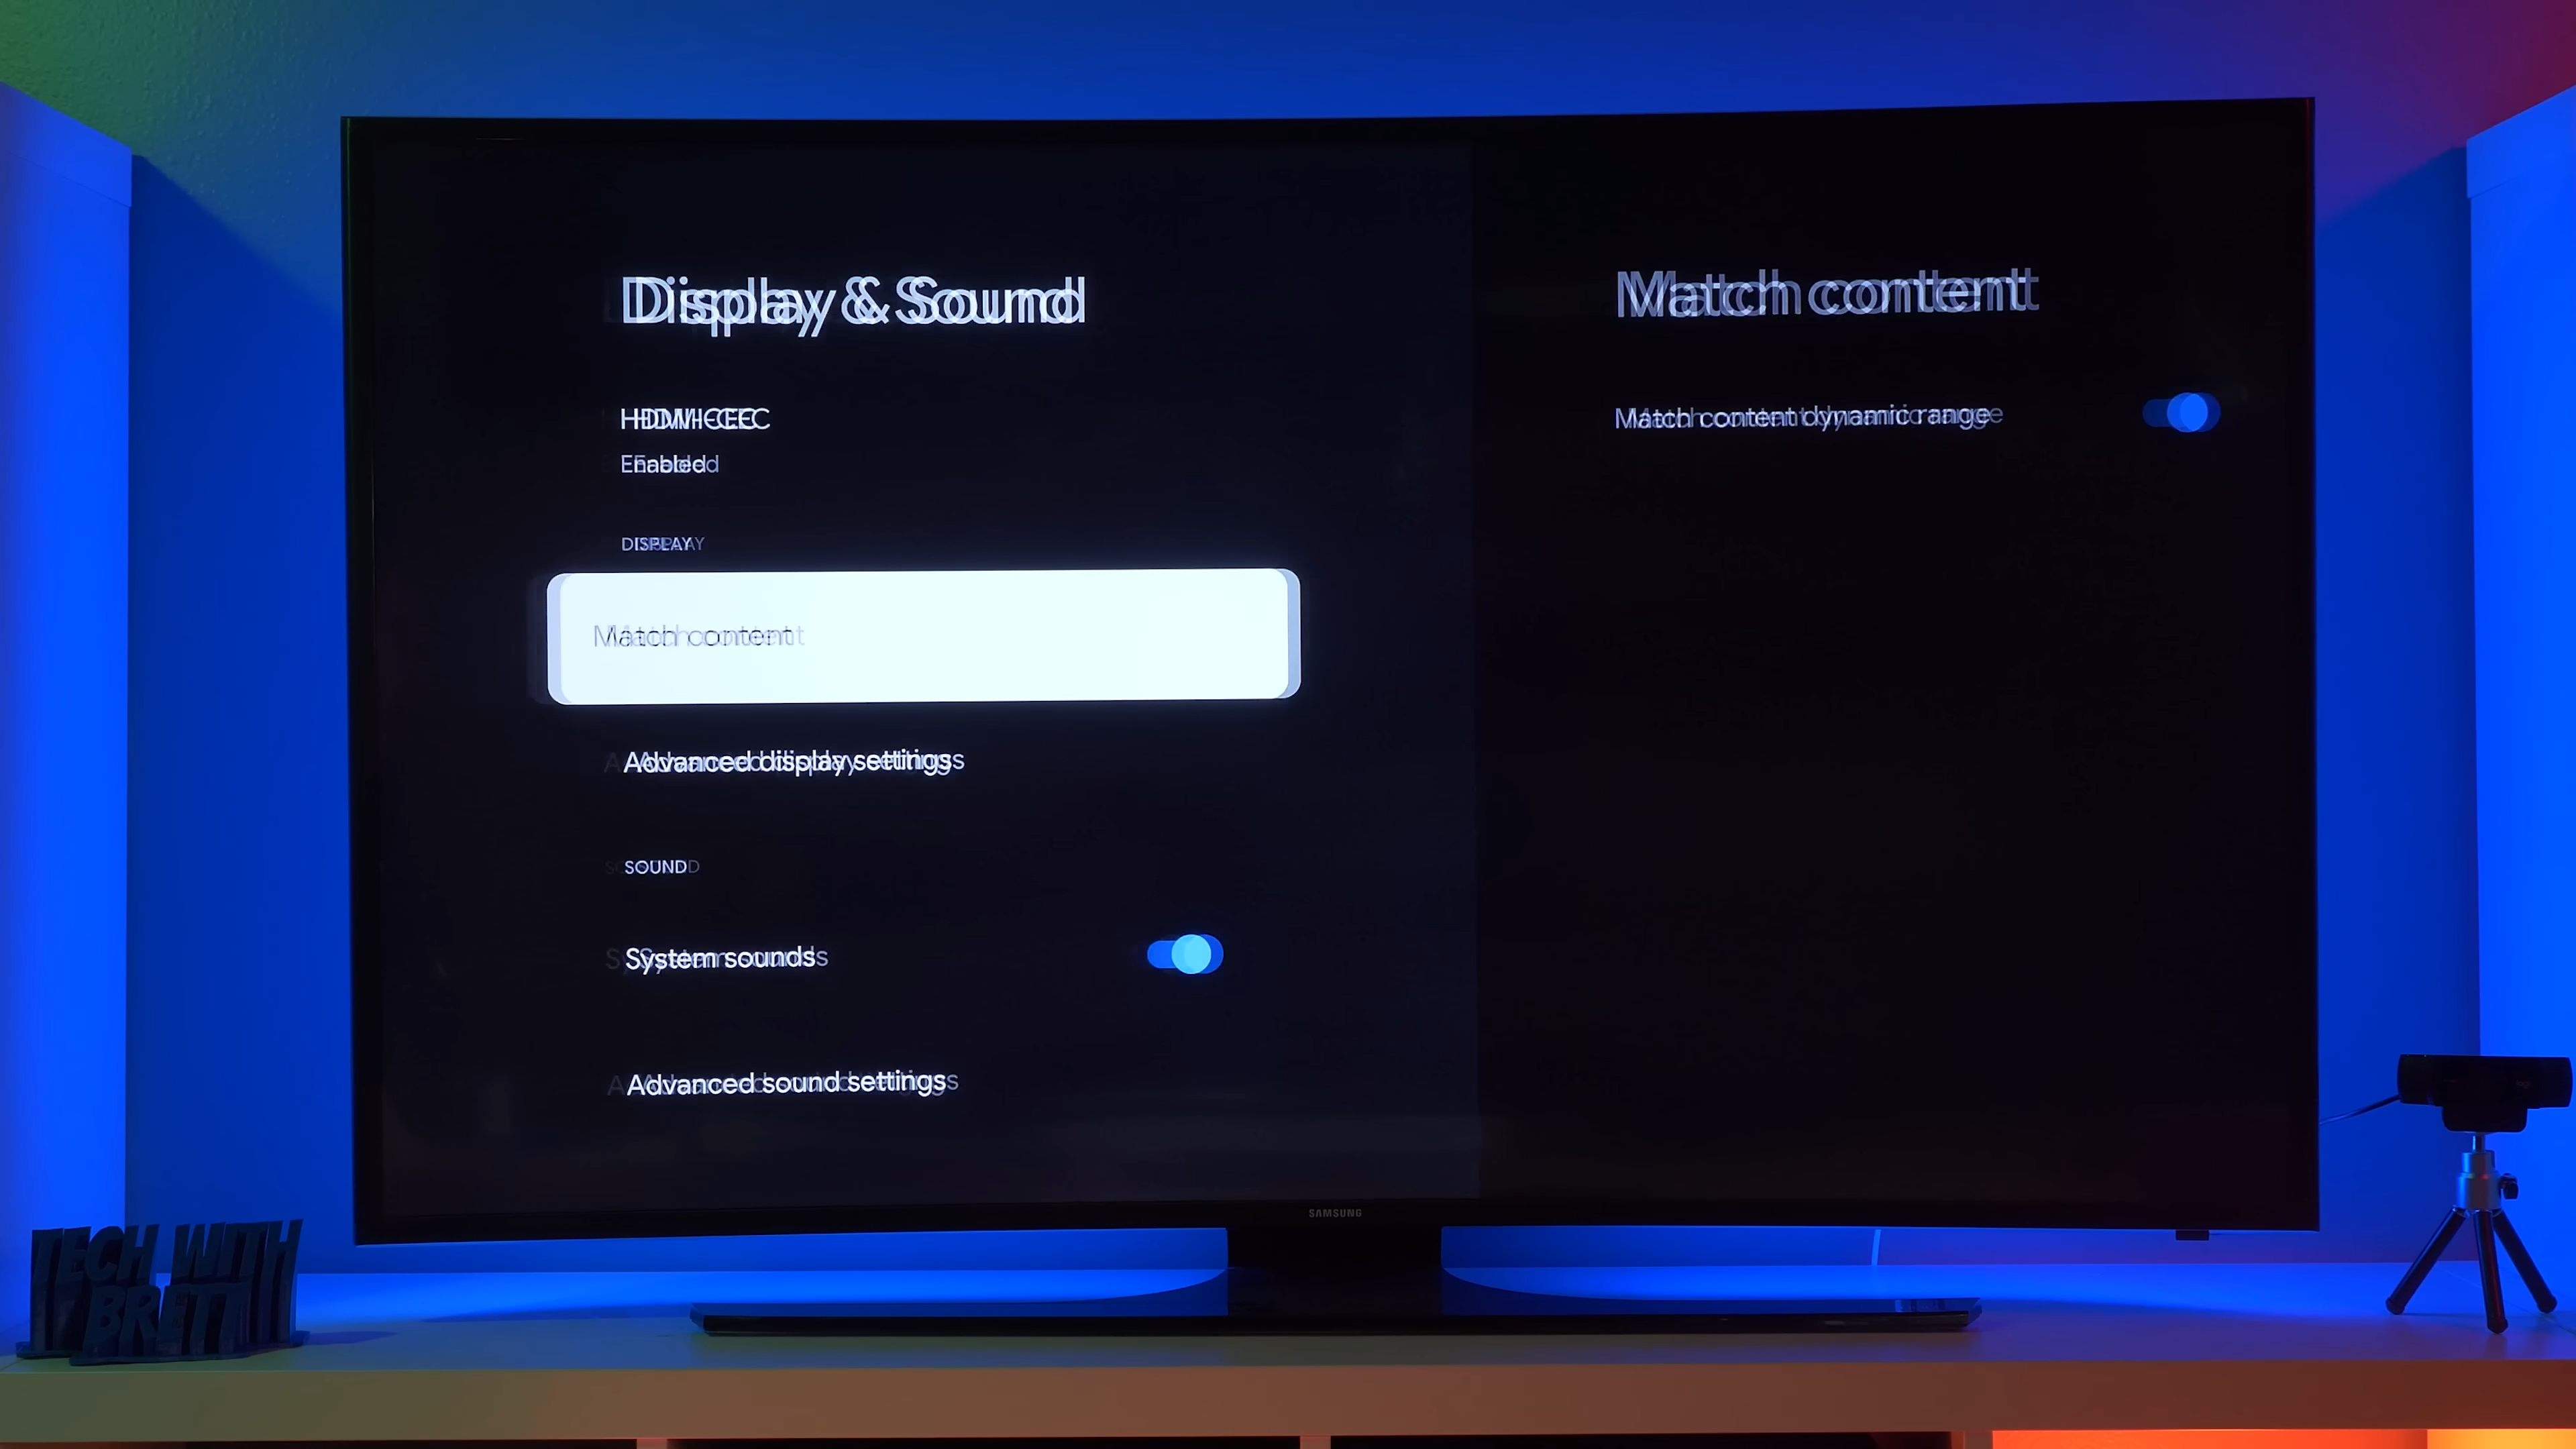 Display & Sound
HDMI-CEC
Enabled
DISPLAY
Match content
Advanced display settings
SOUND
System sounds
Advanced sound settings
Match content
Match content dynamic range
SAMSUNG
TECH WITH
BRETT